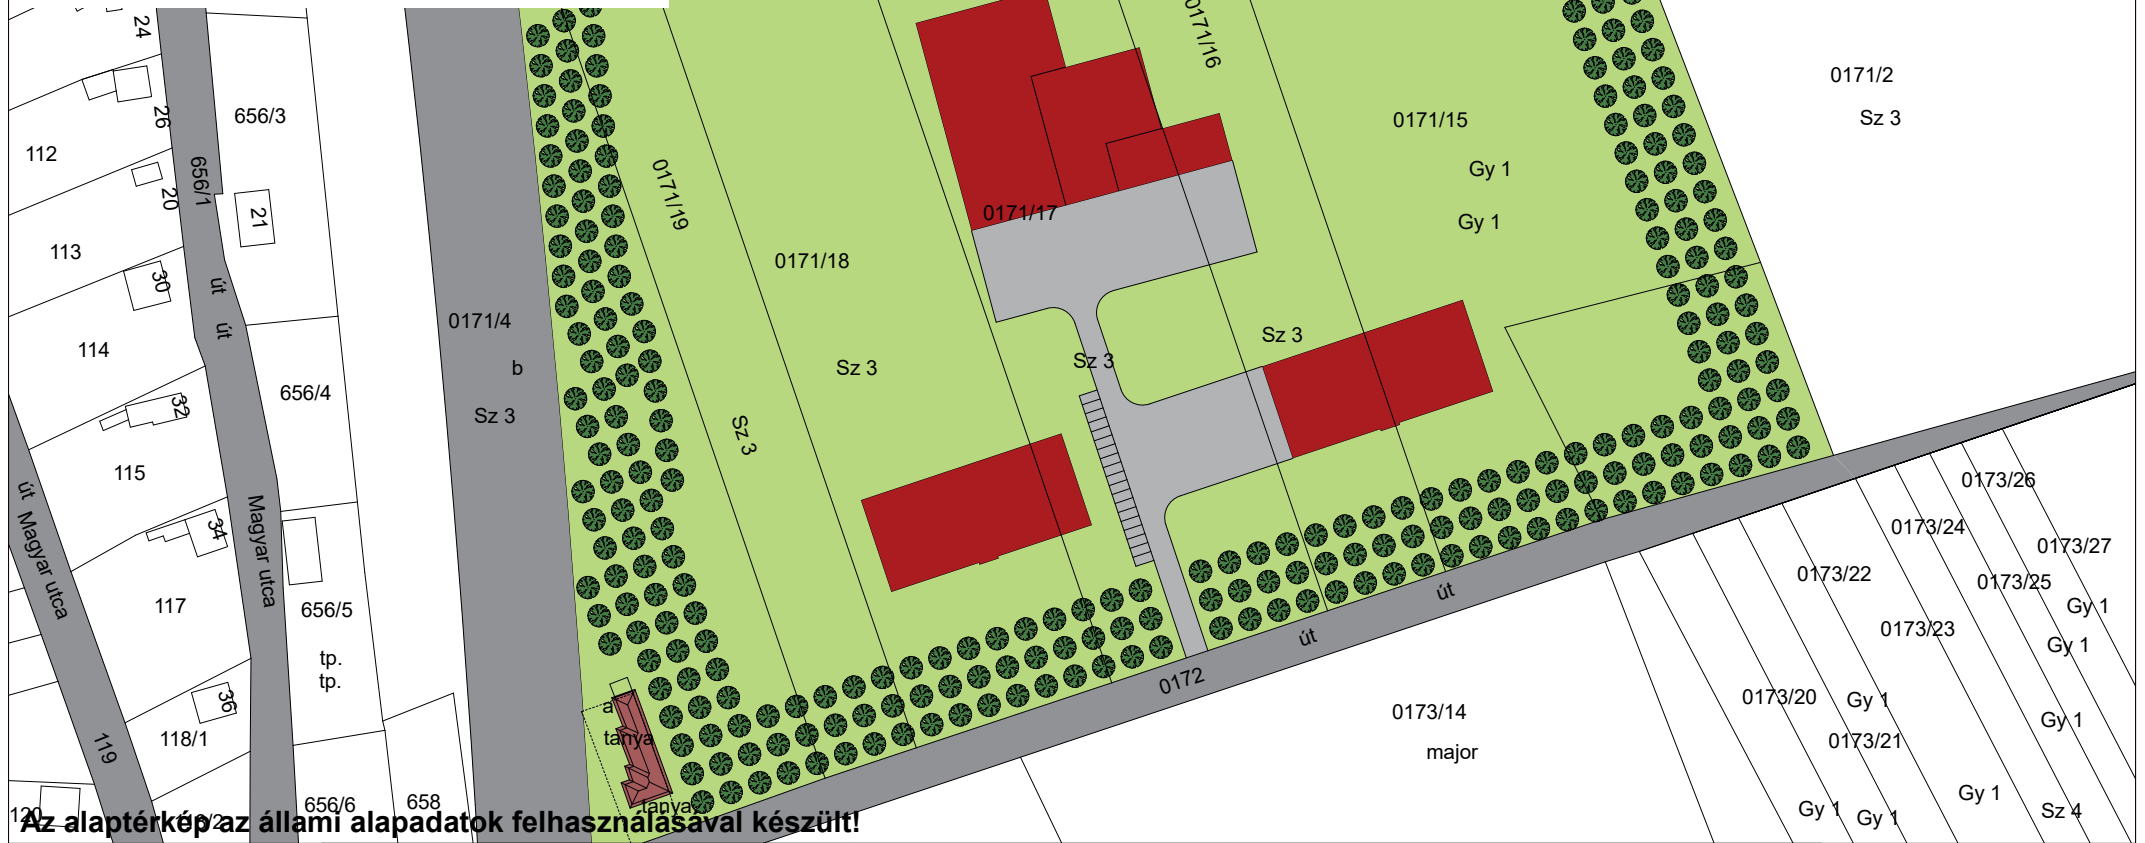 24
26
656/3
112
656/1
20
21
113
30
út
út
114
656/4
32
115
34
Magyar utca
út
Magyar utca
117
656/5
tp.
tp.
36
118/1
119
656/6
658
120
0171/4
b
Sz 3
0171/19
Sz 3
0171/18
Sz 3
0171/17
0171/16
Sz 3
Sz 3
0171/15
Gy 1
Gy 1
0171/2
Sz 3
a
tanya
tanya
0172
út
út
0173/14
major
0173/26
0173/24
0173/27
0173/22
0173/25
Gy 1
0173/23
Gy 1
0173/20
Gy 1
Gy 1
0173/21
Gy 1
Gy 1
Gy 1
Sz 4
Az alaptérkép az állami alapadatok felhasználásával készült!